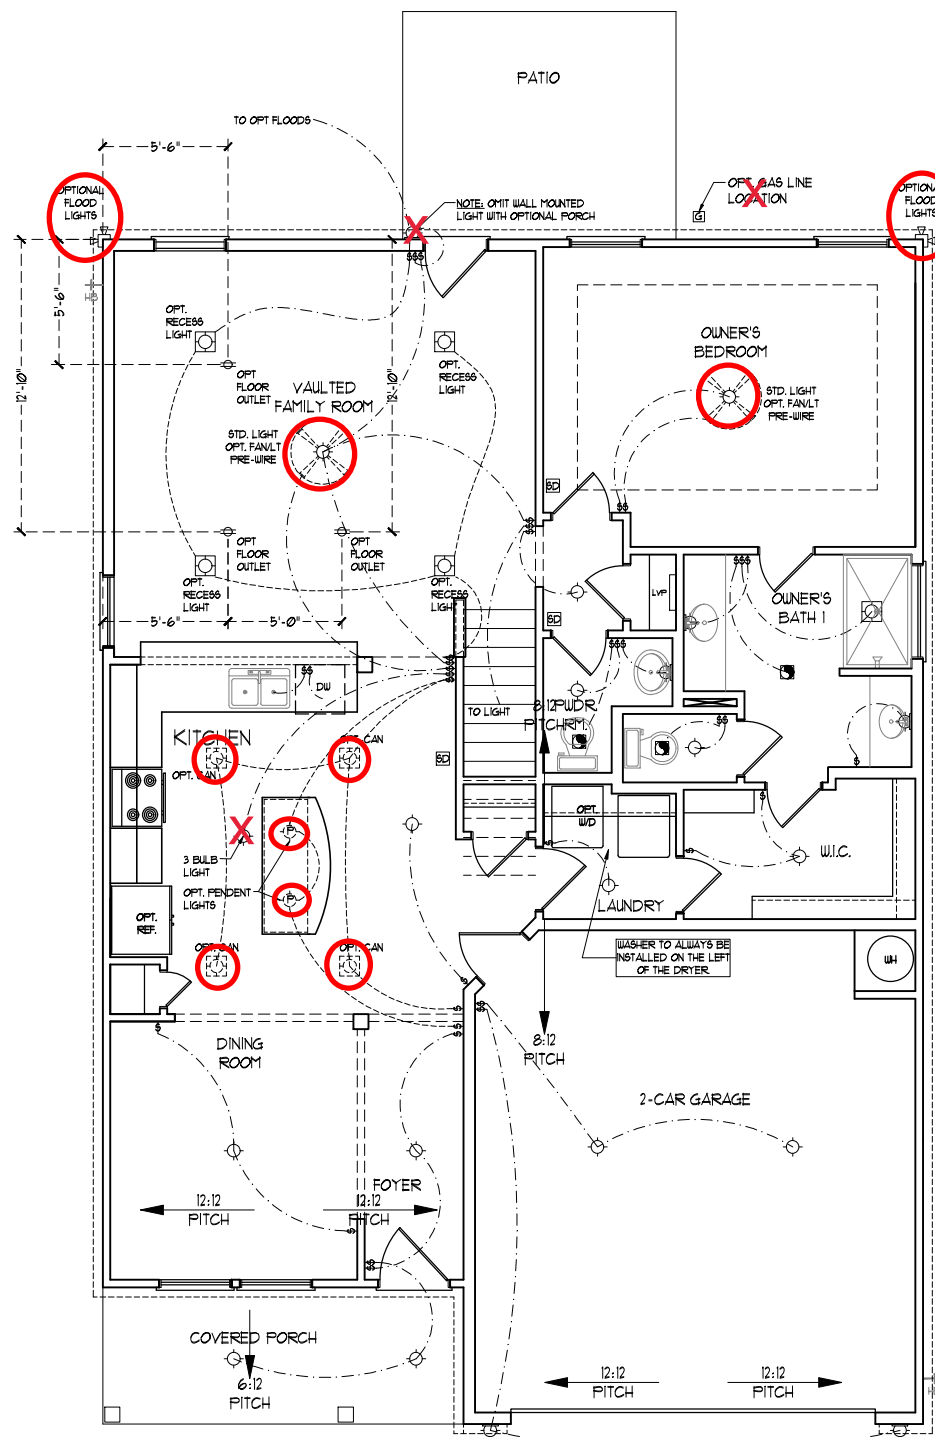 PATIO
TO OPT FLOODS
5'-6"
OPTIONAL
FLOOD
LIGHTS
NOTE: OMIT WALL MOUNTED
LIGHT WITH OPTIONAL PORCH
OPT. GAS LINE
LOCATION
G
OPTIONA
FLOOD
LIGHTS
X
X
$$$
5'-6"
12'-10"
12'-10"
OPT.
RECESS
LIGHT
OPT.
RECESS
LIGHT
OPT
FLOOR
OUTLET
VAULTED
FAMILY ROOM
STD. LIGHT
OPT. FAN/LT
PRE-WIRE
OWNER'S
BEDROOM
STD. LIGHT
OPT. FAN/LT
PRE-WIRE
SD
$$
$$$
OPT
FLOOR
OUTLET
OPT
FLOOR
OUTLET
OPT.
RECESS
LIGHT
OPT.
RECESS
LIGHT
5'-6"
5'-0"
LVP
$$$
OWNER'S
BATH 1
SD
$$$
$$
DW
TO LIGHT
8:12
PITCH
PWDR.
RM.
$$
KITCHEN
OPT. CAN
OPT. CAN
SD
X
3 BULB
LIGHT
P
P
OPT. PENDENT
LIGHTS
OPT.
W/D
$
$
$
W.I.C.
LAUNDRY
OPT.
REF.
OPT. CAN
OPT. CAN
WASHER TO ALWAYS BE
INSTALLED ON THE LEFT
OF THE DRYER
WH
$
$
$$
$$
$
$
DINING
ROOM
8:12
PITCH
2-CAR GARAGE
FOYER
12:12
PITCH
12:12
PITCH
$
$$
COVERED PORCH
6:12
PITCH
12:12
PITCH
12:12
PITCH